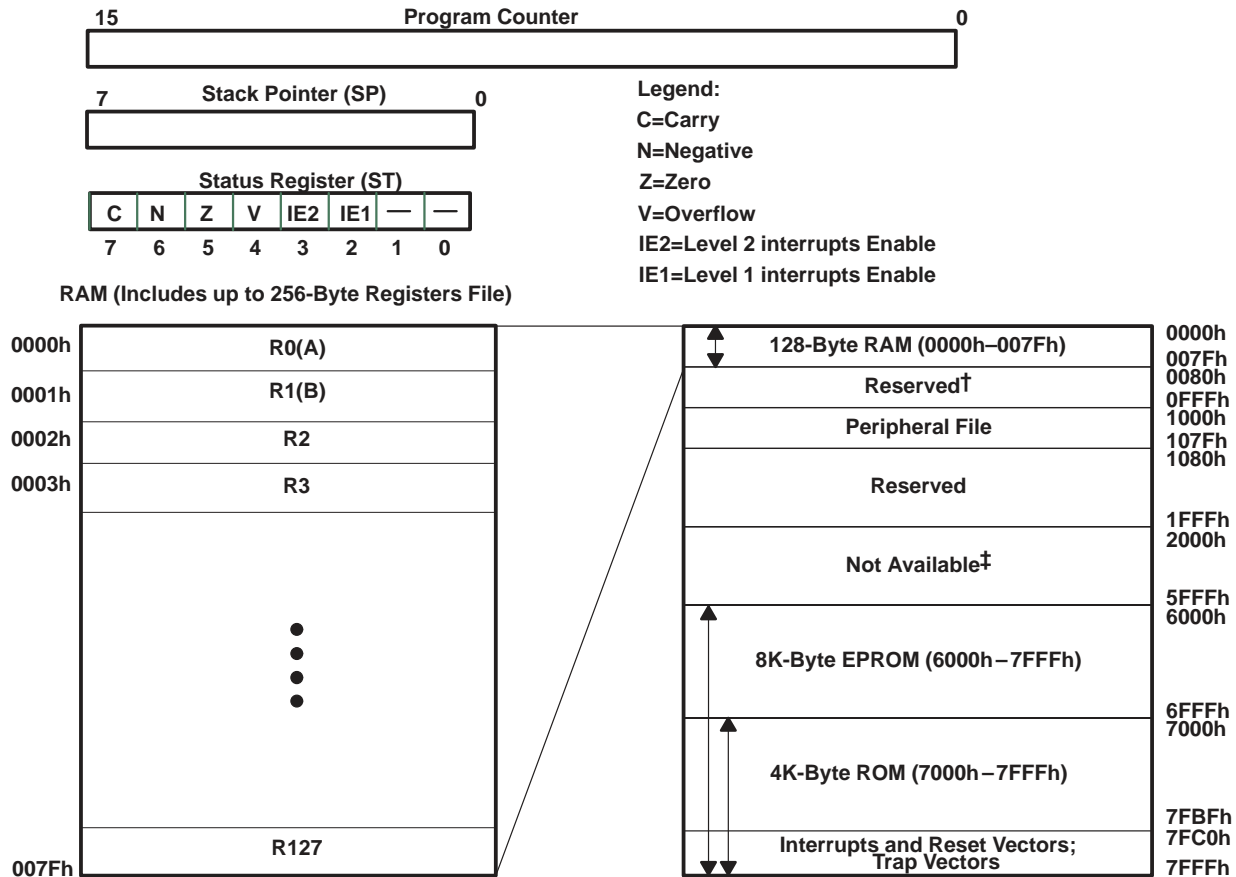 15 Program Counter 0
7 Stack Pointer (SP) 0
Legend:
C=Carry
N=Negative
Z=Zero
V=Overflow
IE2=Level 2 interrupts Enable
IE1=Level 1 interrupts Enable
Status Register (ST)
C N Z V IE2 IE1 — —
7 6 5 4 3 2 1 0
RAM (Includes up to 256-Byte Registers File)
0000h R0(A)
0001h R1(B)
0002h R2
0003h R3
R127
007Fh
128-Byte RAM (0000h–007Fh) 0000h
007Fh
Reserved† 0080h
0FFFh
Peripheral File 1000h
107Fh
1080h
Reserved
1FFFh
2000h
Not Available‡
5FFFh
6000h
8K-Byte EPROM (6000h–7FFFh)
6FFFh
7000h
4K-Byte ROM (7000h–7FFFh)
7FBFh
Interrupts and Reset Vectors; 7FC0h
Trap Vectors 7FFFh